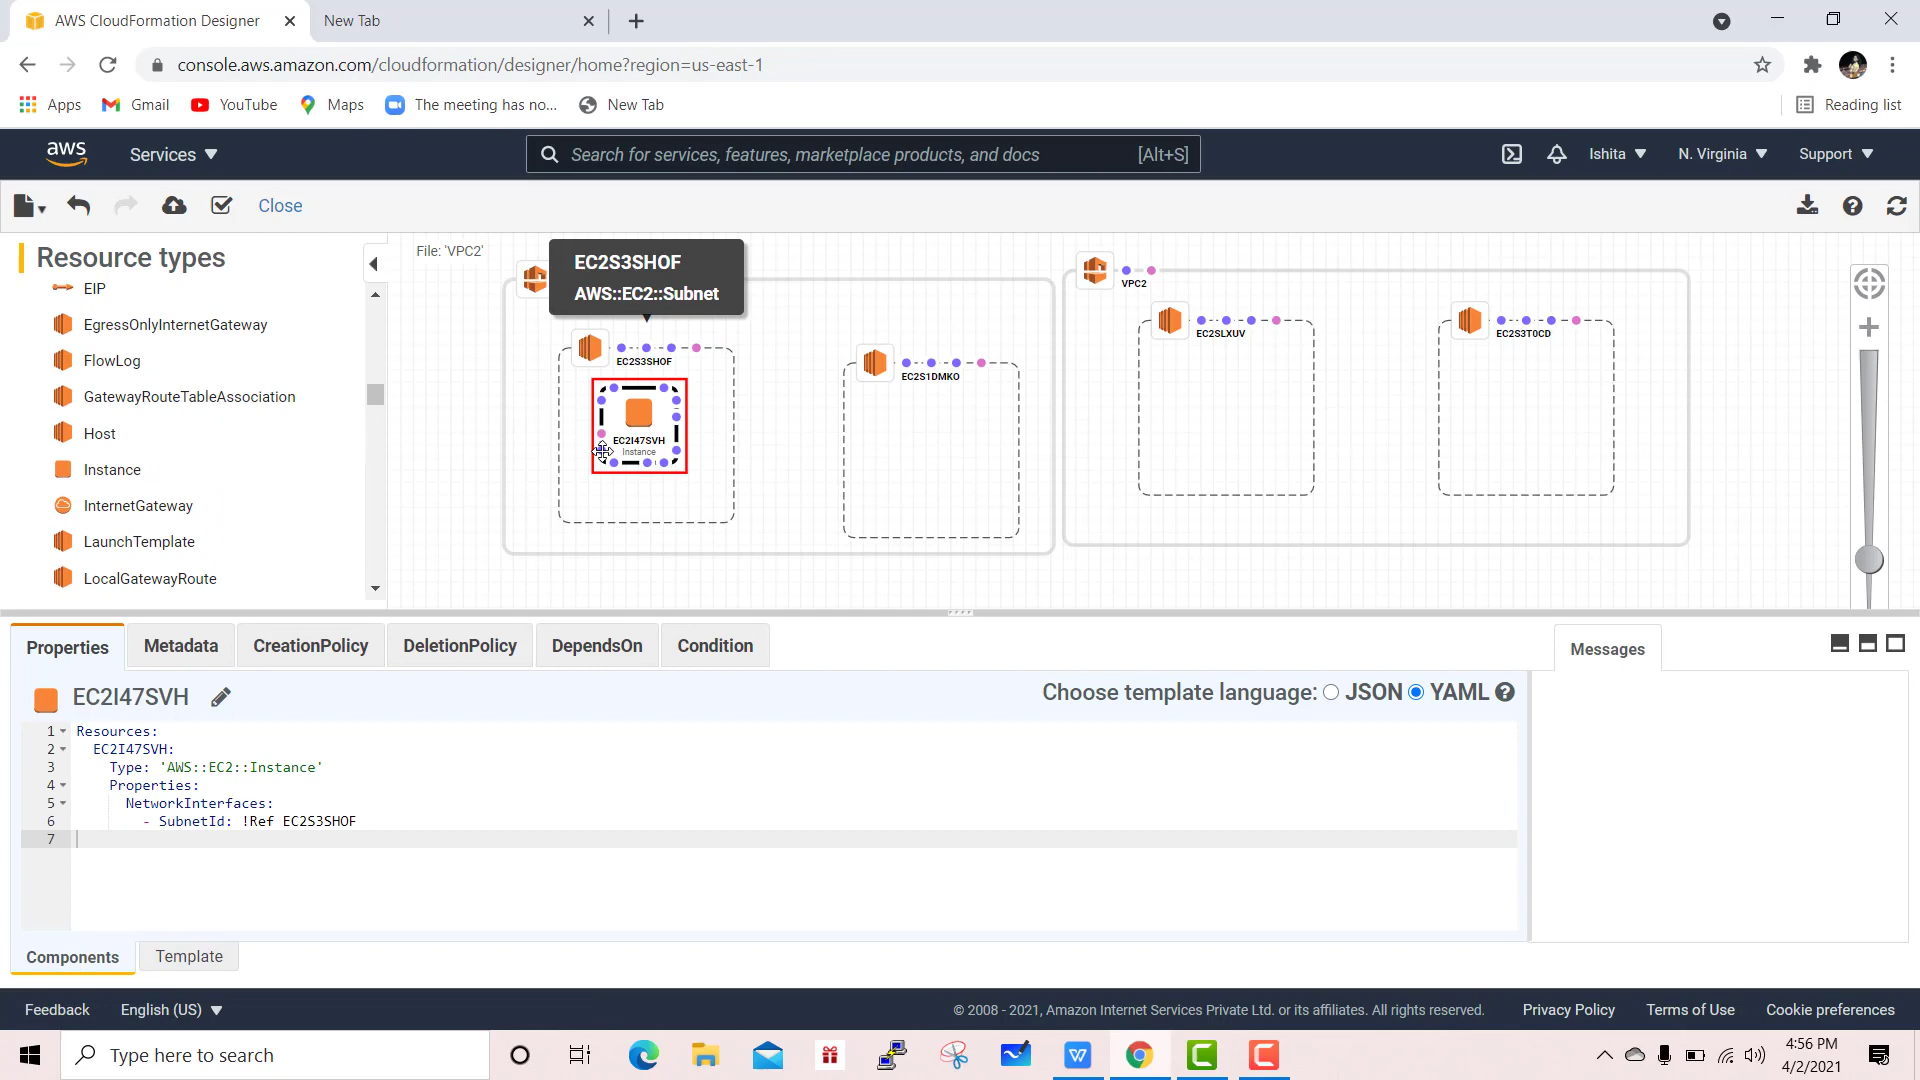 AWS CloudFormation Designer
New Tab
console.aws.amazon.com/cloudformation/designer/home?region=us-east-1
Apps
Gmail
YouTube
Maps
The meeting has no...
New Tab
Reading list
aws
Services
Search for services, features, marketplace products, and docs
[Alt+S]
Ishita
N. Virginia
Support
Close
Resource types
EIP
EgressOnlyInternetGateway
FlowLog
GatewayRouteTableAssociation
Host
Instance
InternetGateway
LaunchTemplate
LocalGatewayRoute
File: 'VPC2'
EC2S3SHOF
AWS::EC2::Subnet
EC2S3SHOF
EC2I47SVH
Instance
EC2S1DMKO
VPC2
EC2SLXUV
EC2S3T0CD
Properties
Metadata
CreationPolicy
DeletionPolicy
DependsOn
Condition
Messages
EC2I47SVH
Choose template language: JSON YAML
1 Resources:
2 EC2I47SVH:
3 Type: 'AWS::EC2::Instance'
4 Properties:
5 NetworkInterfaces:
6 - SubnetId: !Ref EC2S3SHOF
7
Components
Template
Feedback
English (US)
© 2008 - 2021, Amazon Internet Services Private Ltd. or its affiliates. All rights reserved.
Privacy Policy
Terms of Use
Cookie preferences
Type here to search
4:56 PM
4/2/2021